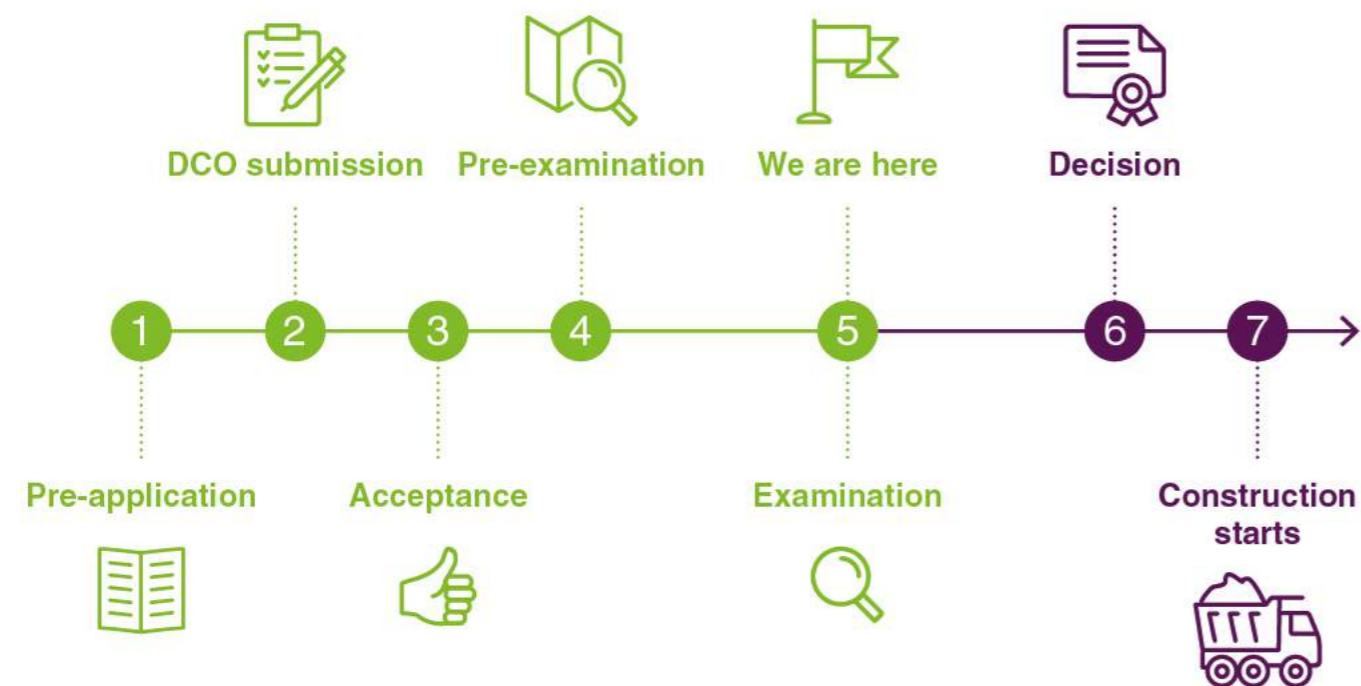 DCO submission
Pre-examination
We are here
Decision
1
2
3
4
5
6
7
Pre-application
Acceptance
Examination
Construction
starts